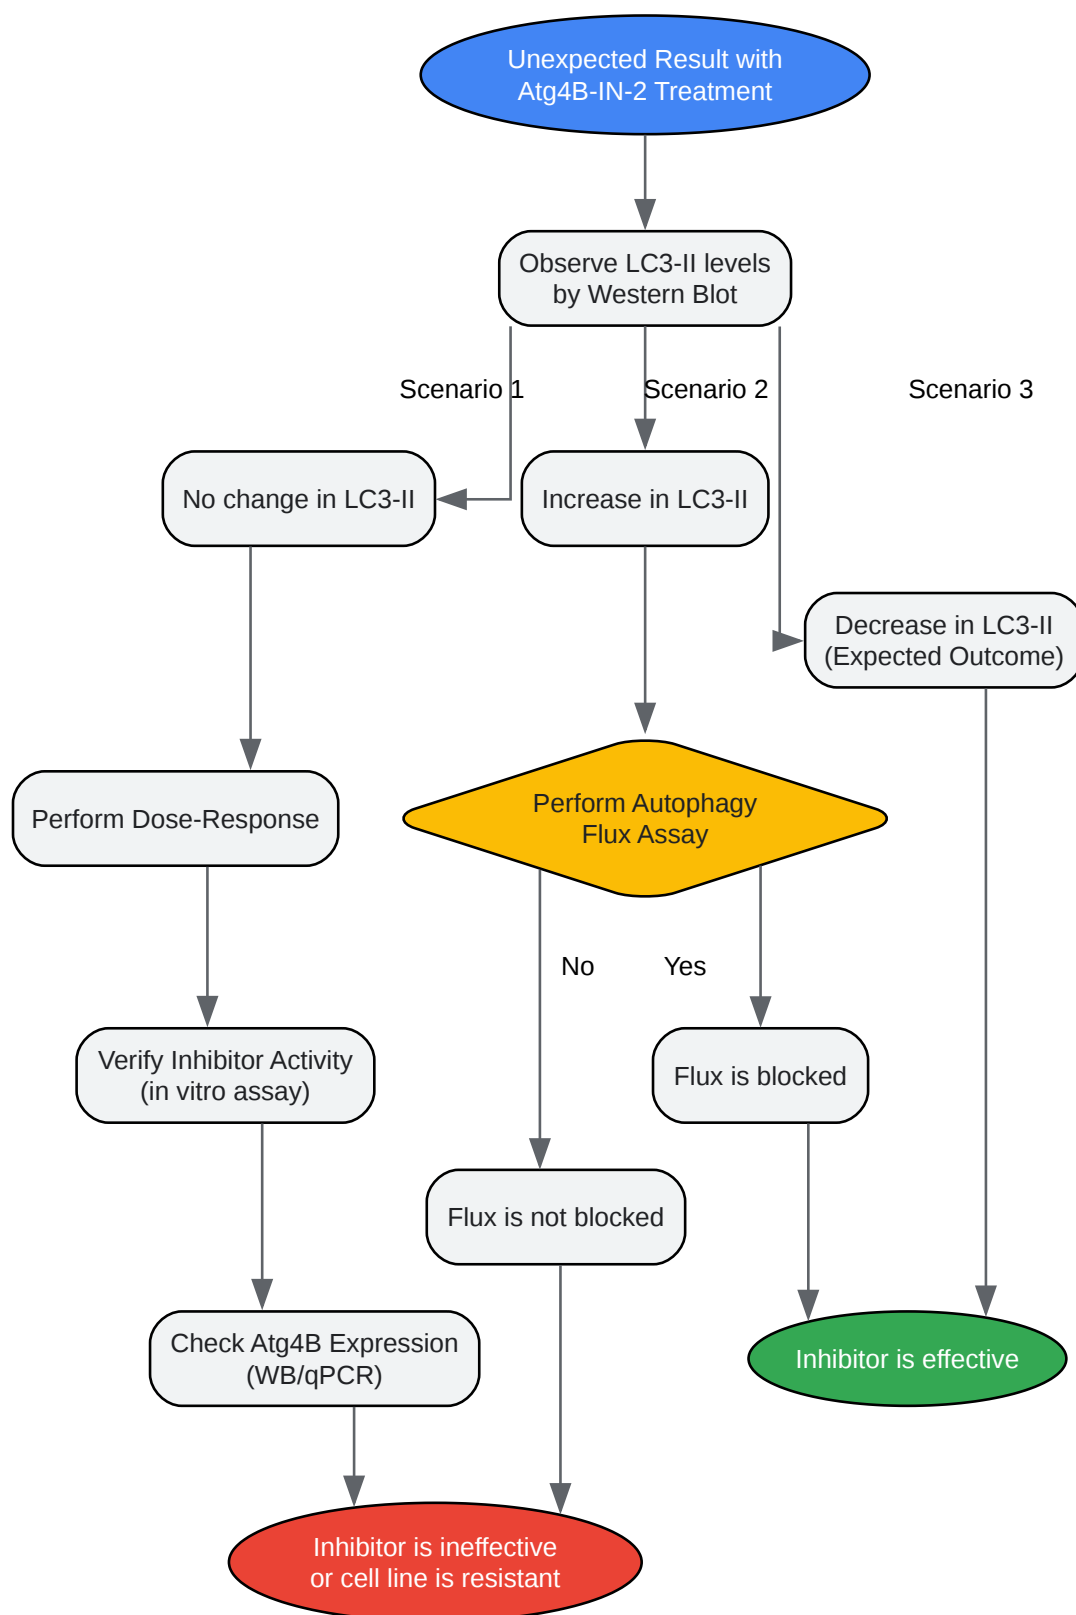 Unexpected Result with
Atg4B-IN-2 Treatment
Observe LC3-II levels
by Western Blot
Scenario 1
Scenario 2
Scenario 3
No change in LC3-II
Increase in LC3-II
Decrease in LC3-II
(Expected Outcome)
Perform Dose-Response
Perform Autophagy
Flux Assay
No
Yes
Verify Inhibitor Activity
(in vitro assay)
Flux is blocked
Flux is not blocked
Check Atg4B Expression
(WB/qPCR)
Inhibitor is effective
Inhibitor is ineffective
or cell line is resistant